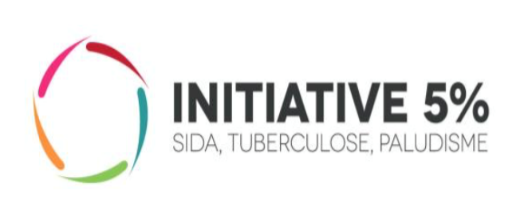 INITIATIVE 5%
SIDA, TUBERCULOSE, PALUDISME